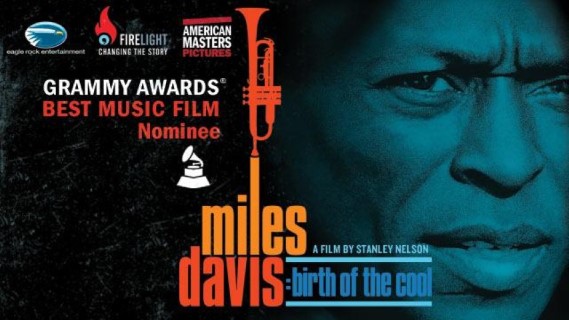 eagle rock entertainment
FIRELIGHT
CHANGING THE STORY
AMERICAN
MASTERS
PICTURES
GRAMMY AWARDS®
BEST MUSIC FILM
Nominee
miles
A FILM BY STANLEY NELSON
davis: birth of the cool